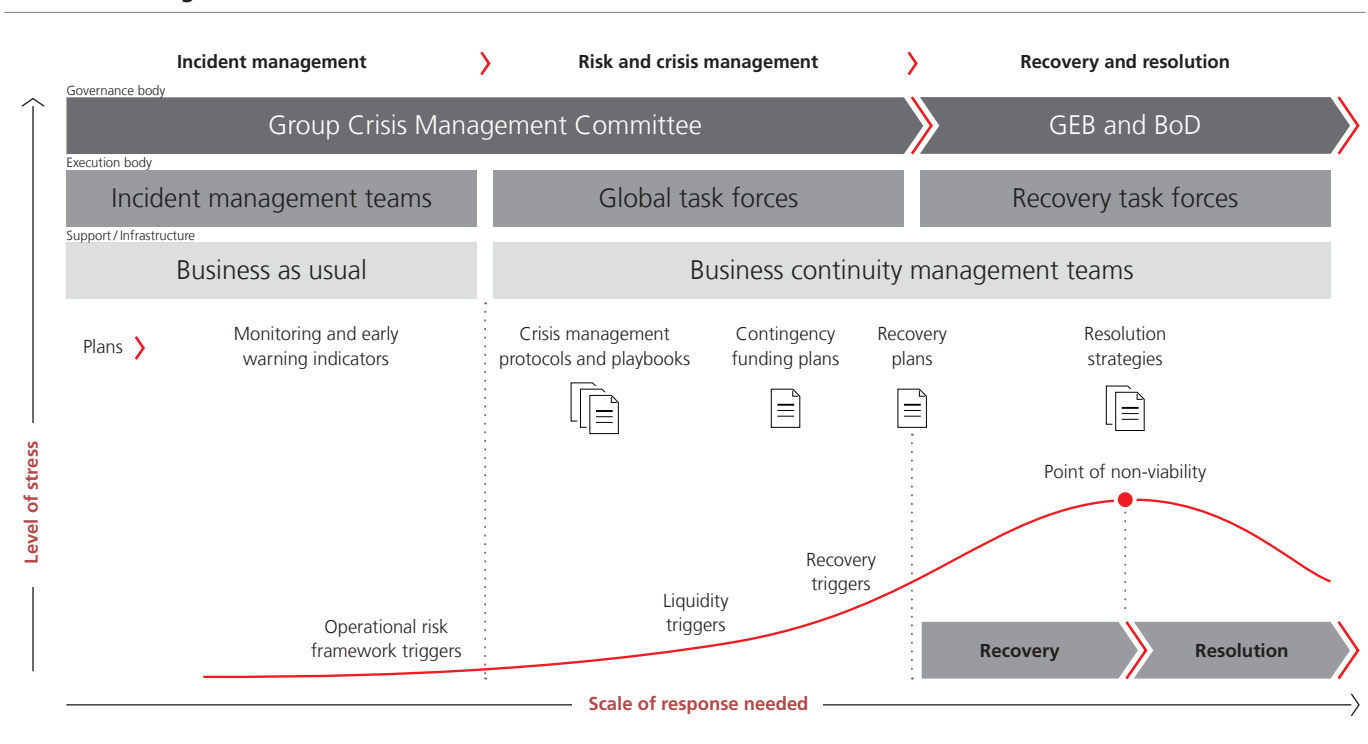 Incident management
Risk and crisis management
Recovery and resolution
Governance body
Group Crisis Management Committee
GEB and BoD
Execution body
Incident management teams
Global task forces
Recovery task forces
Support / Infrastructure
Business as usual
Business continuity management teams
Plans
Monitoring and early
warning indicators
Crisis management
protocols and playbooks
Contingency
funding plans
Recovery
plans
Resolution
strategies
Level of stress
Point of non-viability
Recovery
triggers
Liquidity
triggers
Operational risk
framework triggers
Recovery
Resolution
Scale of response needed